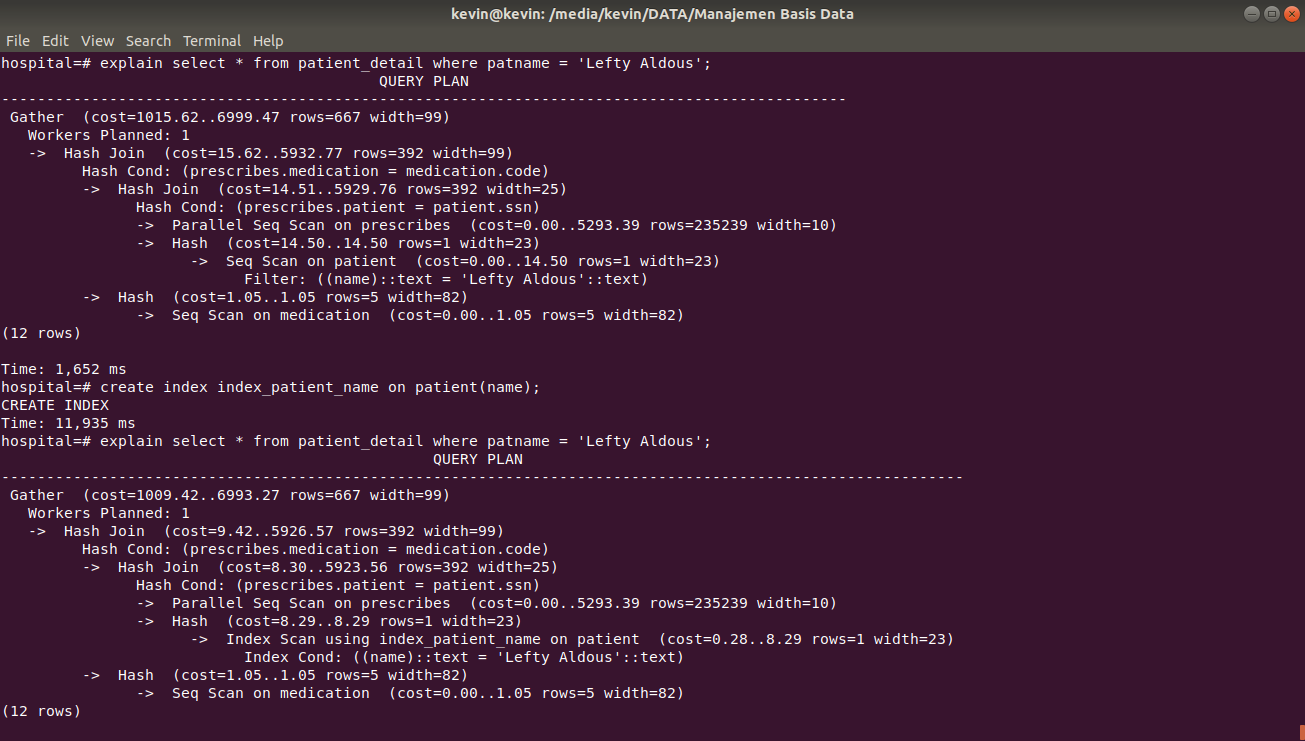 kevin@kevin: /media/kevin/DATA/Manajemen Basis Data
File Edit View Search Terminal Help
hospital=# explain select * from patient_detail where patname = 'Lefty Aldous';
                                          QUERY PLAN
----------------------------------------------------------------------------------------------
 Gather  (cost=1015.62..6999.47 rows=667 width=99)
   Workers Planned: 1
   ->  Hash Join  (cost=15.62..5932.77 rows=392 width=99)
         Hash Cond: (prescribes.medication = medication.code)
         ->  Hash Join  (cost=14.51..5929.76 rows=392 width=25)
               Hash Cond: (prescribes.patient = patient.ssn)
               ->  Parallel Seq Scan on prescribes  (cost=0.00..5293.39 rows=235239 width=10)
               ->  Hash  (cost=14.50..14.50 rows=1 width=23)
                     ->  Seq Scan on patient  (cost=0.00..14.50 rows=1 width=23)
                           Filter: ((name)::text = 'Lefty Aldous'::text)
         ->  Hash  (cost=1.05..1.05 rows=5 width=82)
               ->  Seq Scan on medication  (cost=0.00..1.05 rows=5 width=82)
(12 rows)

Time: 1,652 ms
hospital=# create index index_patient_name on patient(name);
CREATE INDEX
Time: 11,935 ms
hospital=# explain select * from patient_detail where patname = 'Lefty Aldous';
                                                QUERY PLAN
-----------------------------------------------------------------------------------------------------------
 Gather  (cost=1009.42..6993.27 rows=667 width=99)
   Workers Planned: 1
   ->  Hash Join  (cost=9.42..5926.57 rows=392 width=99)
         Hash Cond: (prescribes.medication = medication.code)
         ->  Hash Join  (cost=8.30..5923.56 rows=392 width=25)
               Hash Cond: (prescribes.patient = patient.ssn)
               ->  Parallel Seq Scan on prescribes  (cost=0.00..5293.39 rows=235239 width=10)
               ->  Hash  (cost=8.29..8.29 rows=1 width=23)
                     ->  Index Scan using index_patient_name on patient  (cost=0.28..8.29 rows=1 width=23)
                           Index Cond: ((name)::text = 'Lefty Aldous'::text)
         ->  Hash  (cost=1.05..1.05 rows=5 width=82)
               ->  Seq Scan on medication  (cost=0.00..1.05 rows=5 width=82)
(12 rows)